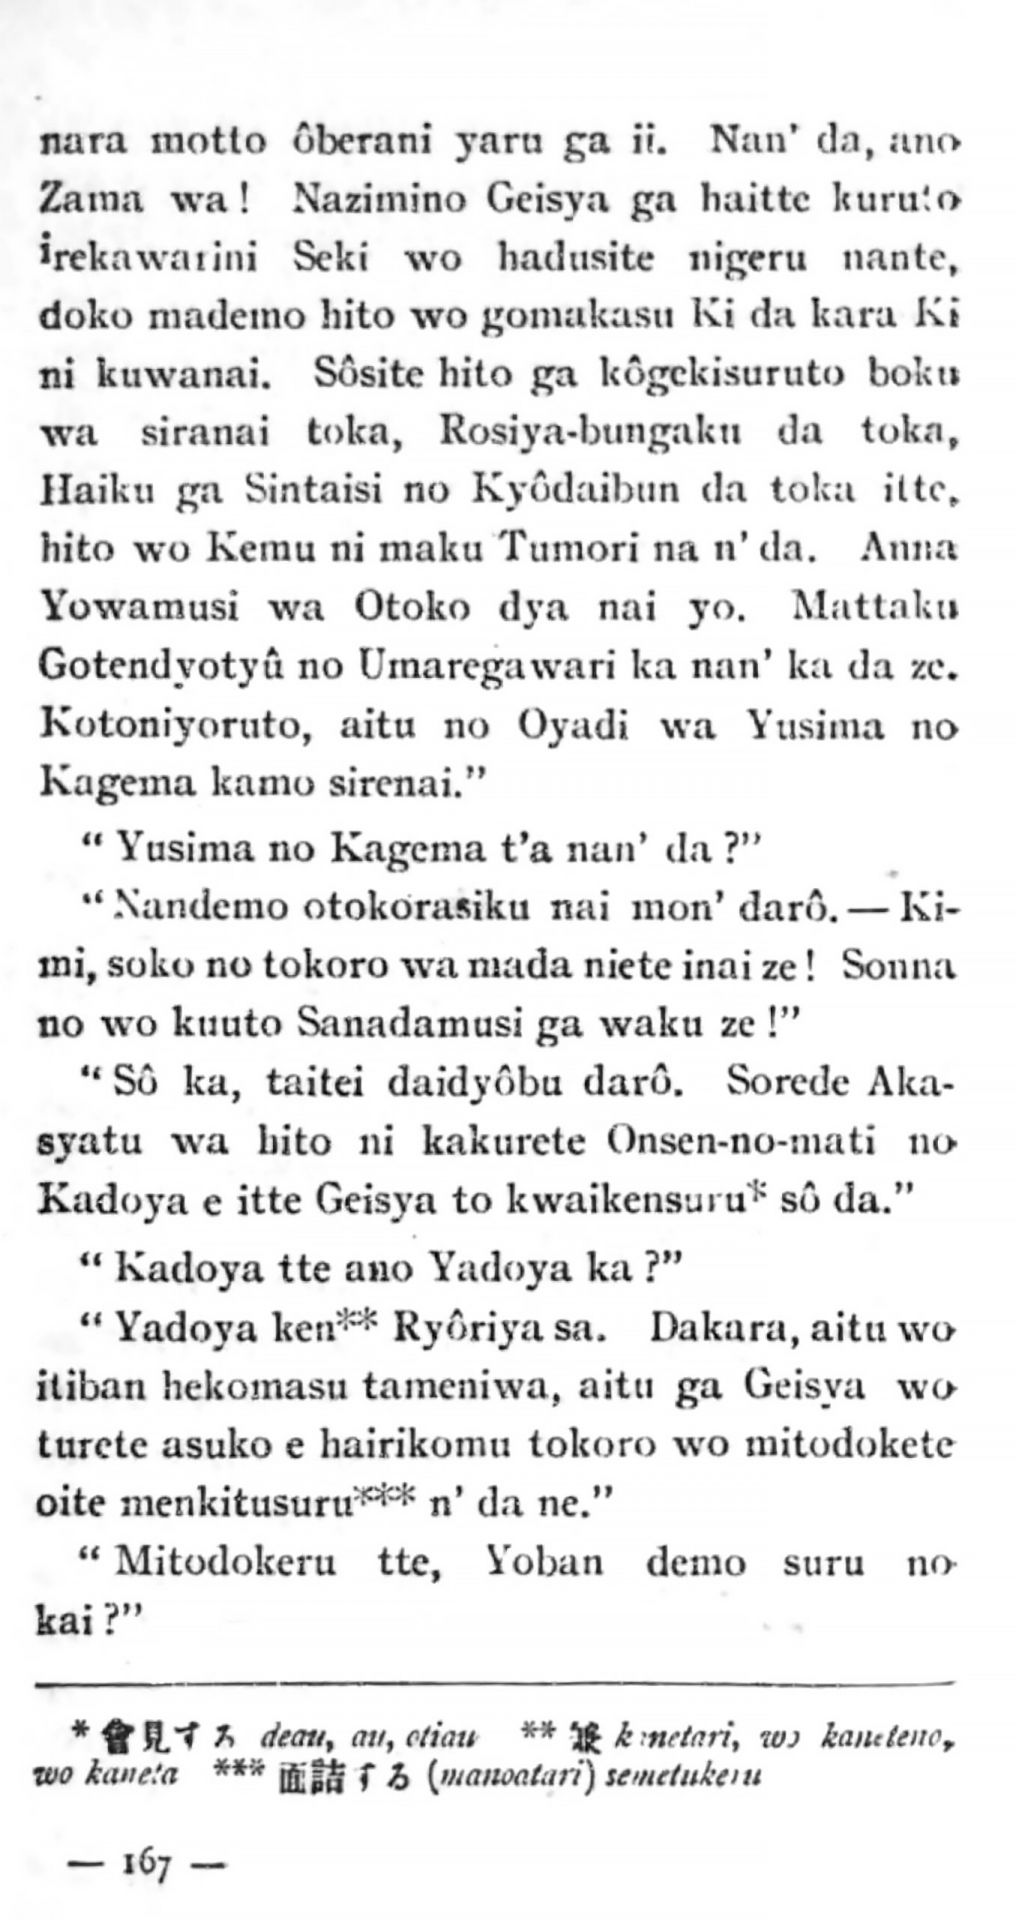 nara motto ôberani yaru ga ii. Nan’ da, ano
Zama wa! Nazimino Geisya ga haitte kuruto
irekawarini Seki wo hadusite nigeru nante,
doko mademo hito wo gomakasu Ki da kara Ki
ni kuwanai. Sôsite hito ga kôgekisuruto boku
wa siranai toka, Rosiya-bungaku da toka,
Haiku ga Sintaisi no Kyôdaibun da toka itte,
hito wo Kemu ni maku Tumori na n’ da. Anna
Yowamusi wa Otoko dya nai yo. Mattaku
Gotendyotyû no Umaregawari ka nan’ ka da ze.
Kotoniyoruto, aitu no Oyadi wa Yusima no
Kagema kamo sirenai.”
“ Yusima no Kagema t’a nan’ da ?”
“ Nandemo otokorasiku nai mon’ darô. — Ki-
mi, soko no tokoro wa mada niete inai ze! Sonna
no wo kuuto Sanadamusi ga waku ze !”
“ Sô ka, taitei daidyôbu darô. Sorede Aka-
syatu wa hito ni kakurete Onsen-no-mati no
Kadoya e itte Geisya to kwaikensuru* sô da.”
“ Kadoya tte ano Yadoya ka ?”
“ Yadoya ken** Ryôriya sa. Dakara, aitu wo
itiban hekomasu tameniwa, aitu ga Geisya wo
turete asuko e hairikomu tokoro wo mitodokete
oite menkitusuru*** n’ da ne.”
“ Mitodokeru tte, Yoban demo suru no
kai ?”
* 會見する deau, au, otiau ** 兼 kanetari, wo kaneteno,
wo kaneta *** 面詰する (manoatari) semetukeru
— 167 —